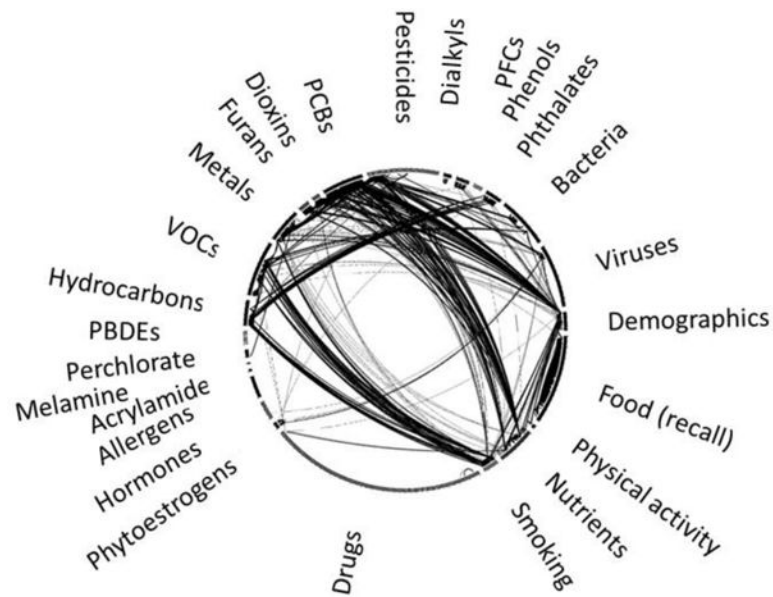 Pesticides
Dialkyls
PFCs
Phenols
Phthalates
Bacteria
Viruses
Demographics
Food (recall)
Physical activity
Nutrients
Smoking
Drugs
Phytoestrogens
Hormones
Allergens
Acrylamide
Melamine
Perchlorate
PBDEs
Hydrocarbons
VOCs
Metals
Furans
Dioxins
PCBs